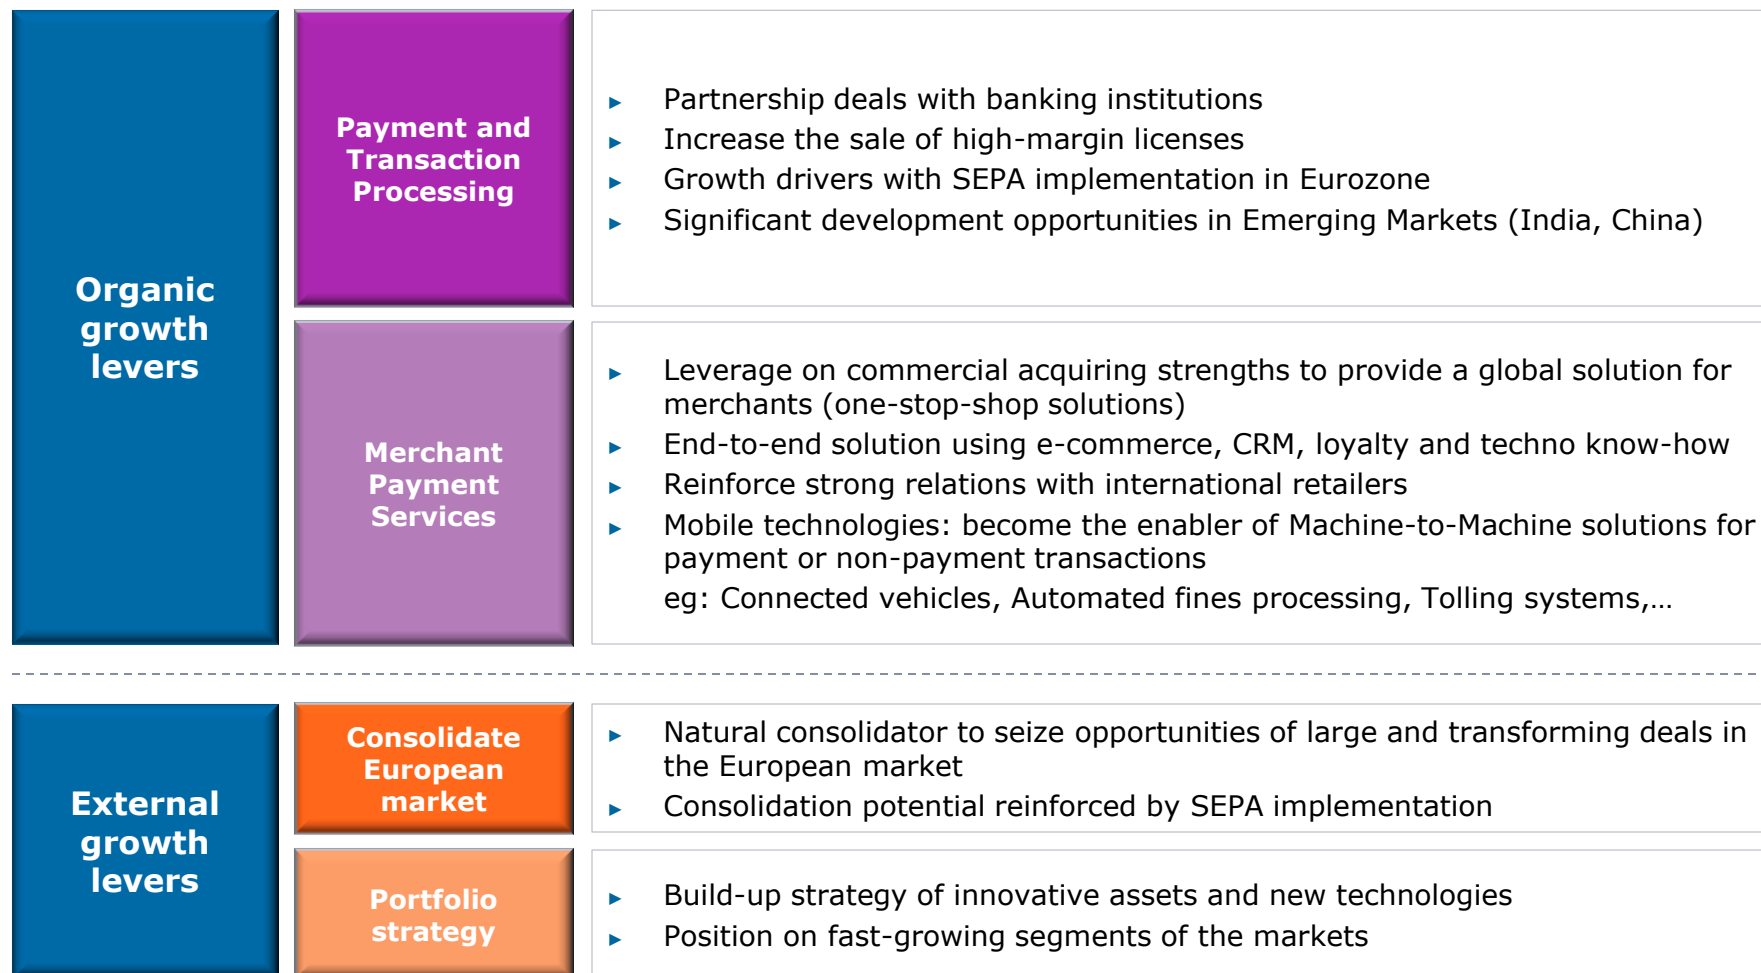 Organic
growth
levers
Payment and
Transaction
Processing
► Partnership deals with banking institutions
► Increase the sale of high-margin licenses
► Growth drivers with SEPA implementation in Eurozone
► Significant development opportunities in Emerging Markets (India, China)
Merchant
Payment
Services
► Leverage on commercial acquiring strengths to provide a global solution for
merchants (one-stop-shop solutions)
► End-to-end solution using e-commerce, CRM, loyalty and techno know-how
► Reinforce strong relations with international retailers
► Mobile technologies: become the enabler of Machine-to-Machine solutions for
payment or non-payment transactions
eg: Connected vehicles, Automated fines processing, Tolling systems,…
External
growth
levers
Consolidate
European
market
► Natural consolidator to seize opportunities of large and transforming deals in
the European market
► Consolidation potential reinforced by SEPA implementation
Portfolio
strategy
► Build-up strategy of innovative assets and new technologies
► Position on fast-growing segments of the markets